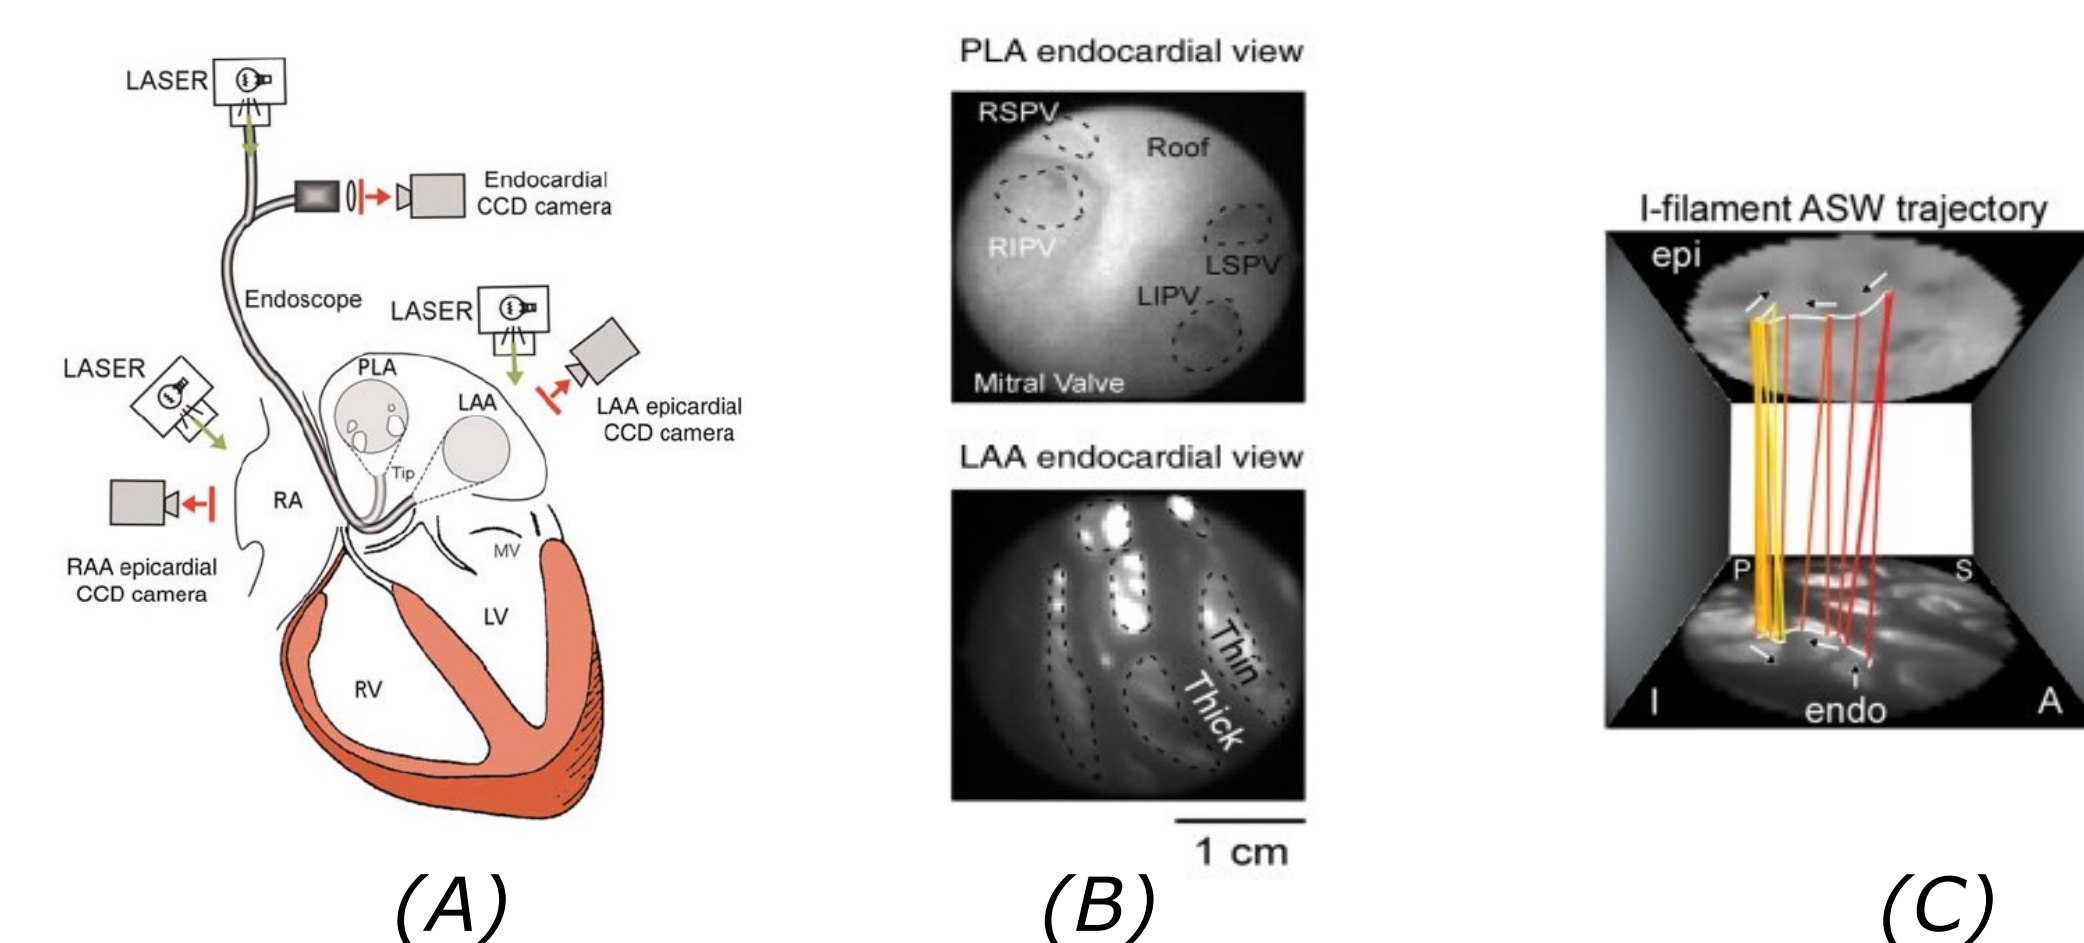 LASER
Endocardial
CCD camera
Endoscope
LASER
LASER
PLA
LAA
Tip
LAA epicardial
CCD camera
RA
RAA epicardial
CCD camera
MV
LV
RV
(A)
PLA endocardial view
RSPV
Roof
RIPV
LSPV
LIPV
Mitral Valve
LAA endocardial view
Thin
Thick
1 cm
(B)
I-filament ASW trajectory
epi
P
S
I
endo
A
(C)